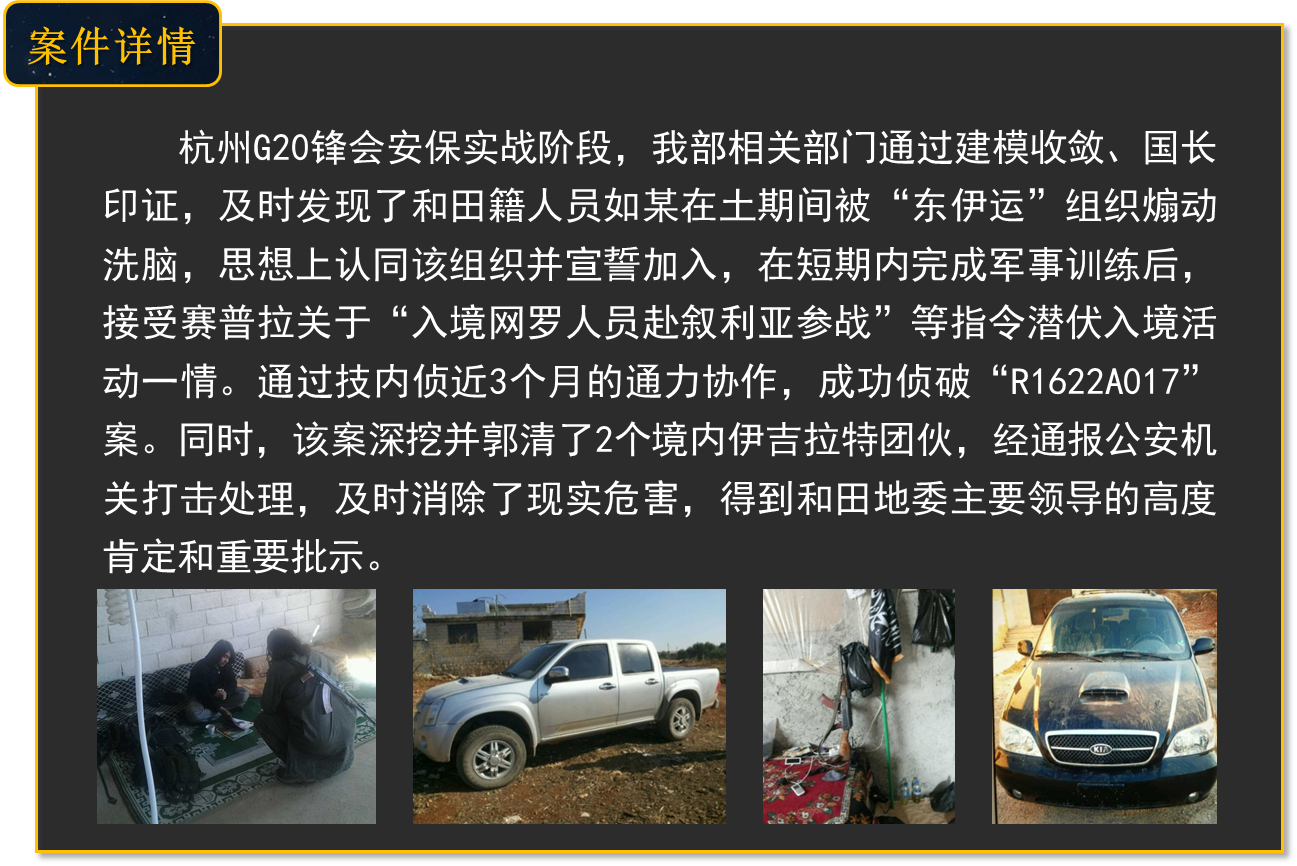 案件详情
杭州G20锋会安保实战阶段，我部相关部门通过建模收敛、国长
印证，及时发现了和田籍人员如某在土期间被“东伊运”组织煽动
洗脑，思想上认同该组织并宣誓加入，在短期内完成军事训练后，
接受赛普拉关于“入境网罗人员赴叙利亚参战”等指令潜伏入境活
动一情。通过技内侦近3个月的通力协作，成功侦破“R1622A017”
案。同时，该案深挖并郭清了2个境内伊吉拉特团伙，经通报公安机
关打击处理，及时消除了现实危害，得到和田地委主要领导的高度
肯定和重要批示。
KIA